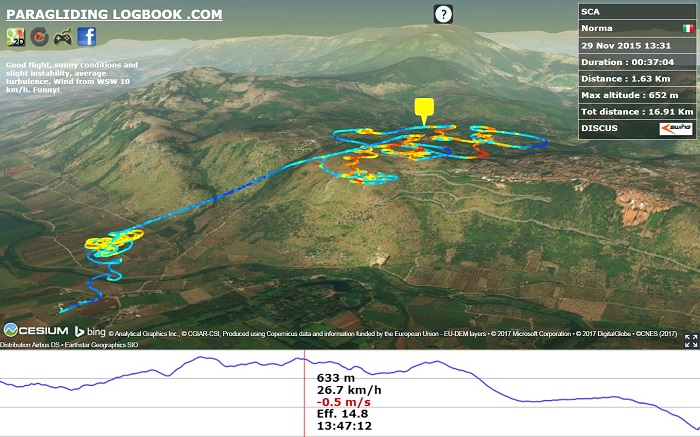 PARAGLIDING LOGBOOK .COM
2D
Good flight, sunny conditions and
slight instability, average
turbulence. Wind from WSW 10
km/h. Funny!
?
SCA
Norma
29 Nov 2015 13:31
Duration : 00:37:04
Distance : 1.63 Km
Max altitude : 652 m
Tot distance : 16.91 Km
DISCUS
swing
CESIUM bing © Analytical Graphics Inc., © CGIAR-CSI, Produced using Copernicus data and information funded by the European Union - EU-DEM layers • © 2017 Microsoft Corporation • © 2017 DigitalGlobe • ©CNES (2017)
Distribution Airbus DS • Earthstar Geographics SIO
633 m
26.7 km/h
-0.5 m/s
Eff. 14.8
13:47:12